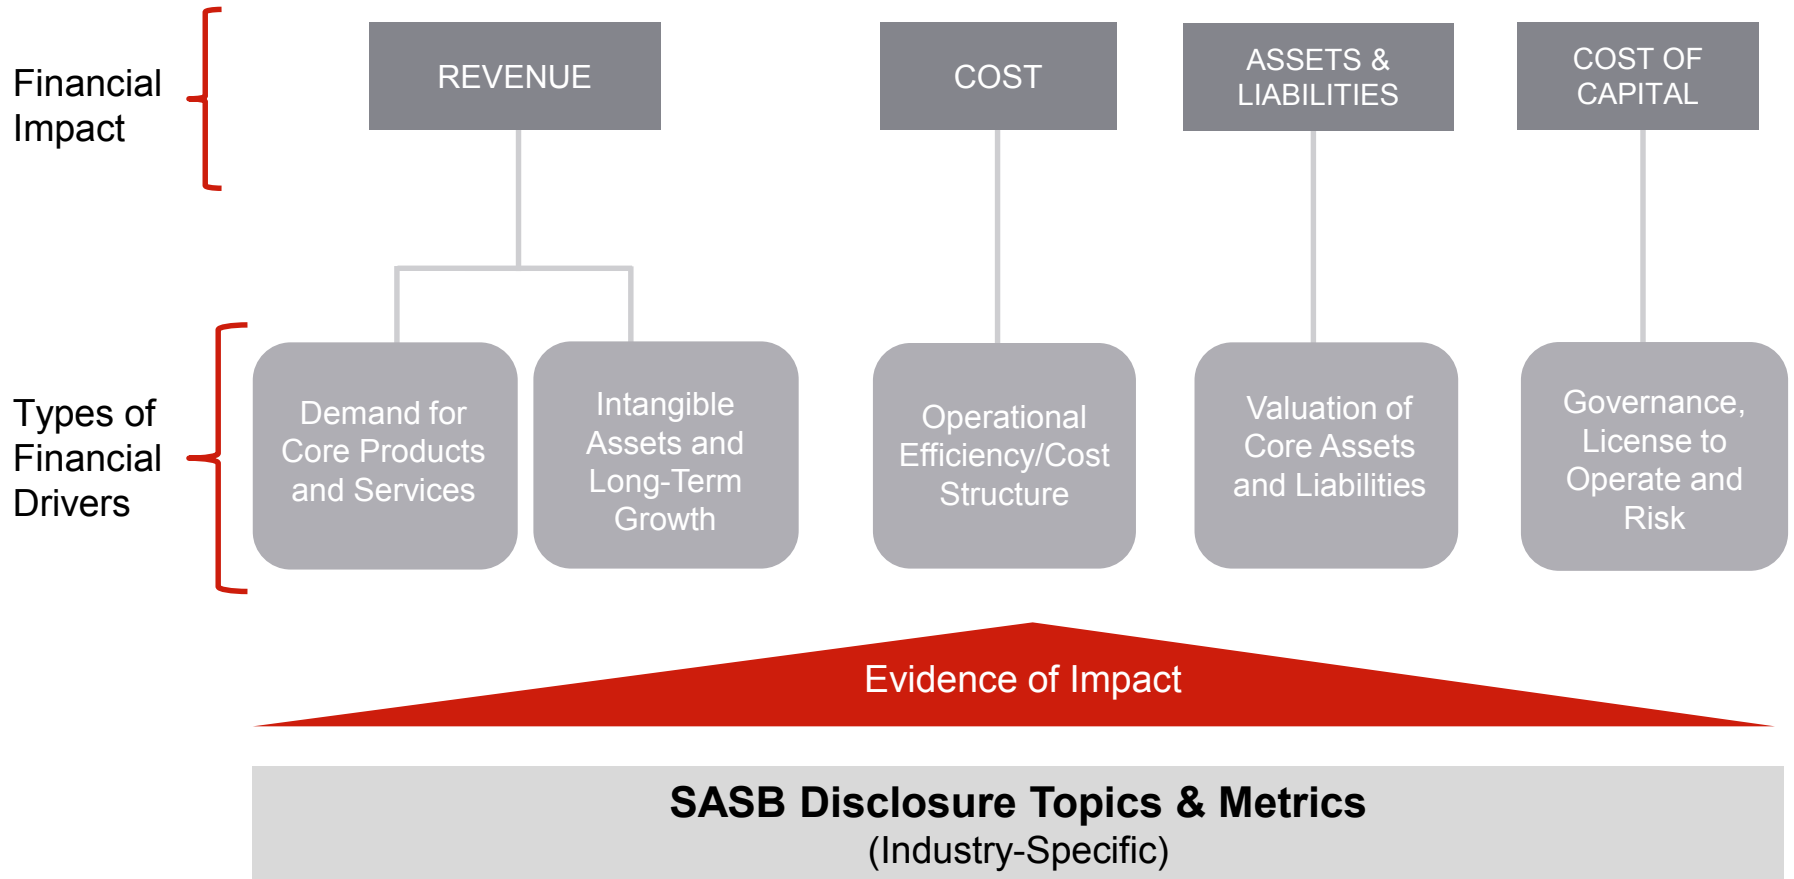 Financial
Impact
REVENUE
COST
ASSETS &
LIABILITIES
COST OF
CAPITAL
Types of
Financial
Drivers
Demand for
Core Products
and Services
Intangible
Assets and
Long-Term
Growth
Operational
Efficiency/Cost
Structure
Valuation of
Core Assets
and Liabilities
Governance,
License to
Operate and
Risk
Evidence of Impact
SASB Disclosure Topics & Metrics
(Industry-Specific)